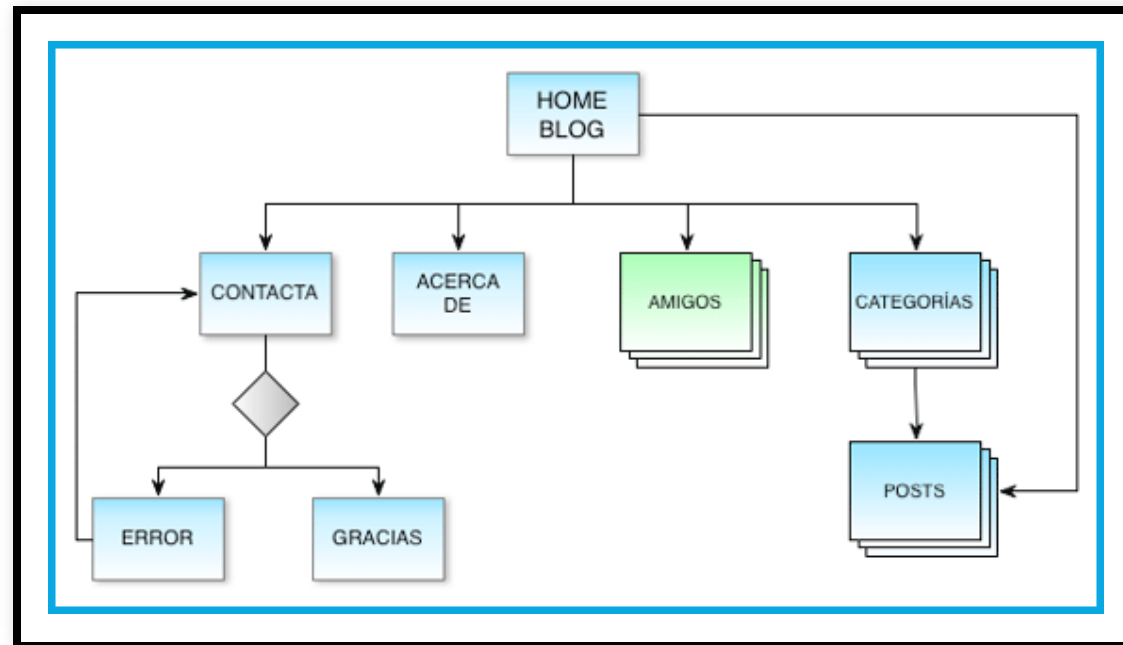 HOME
BLOG
CONTACTA
ACERCA
DE
AMIGOS
CATEGORÍAS
POSTS
ERROR
GRACIAS